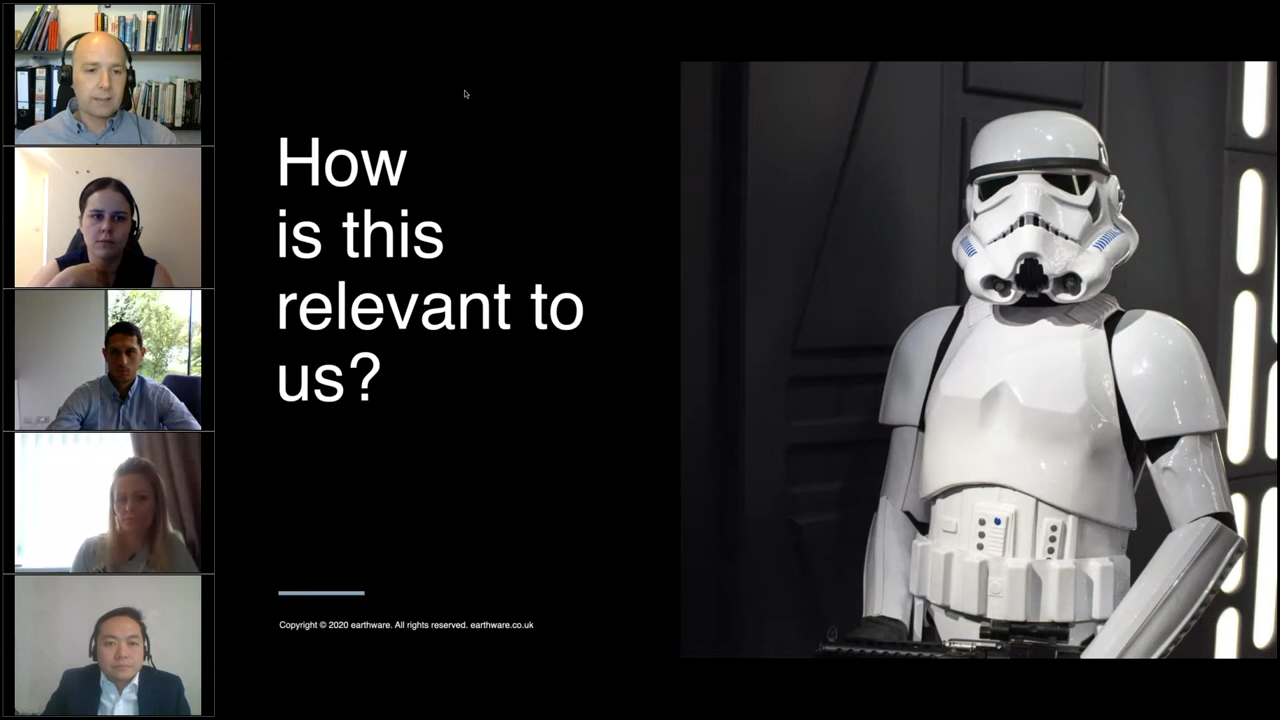 How
is this
relevant to
us?
Copyright © 2020 earthware. All rights reserved. earthware.co.uk